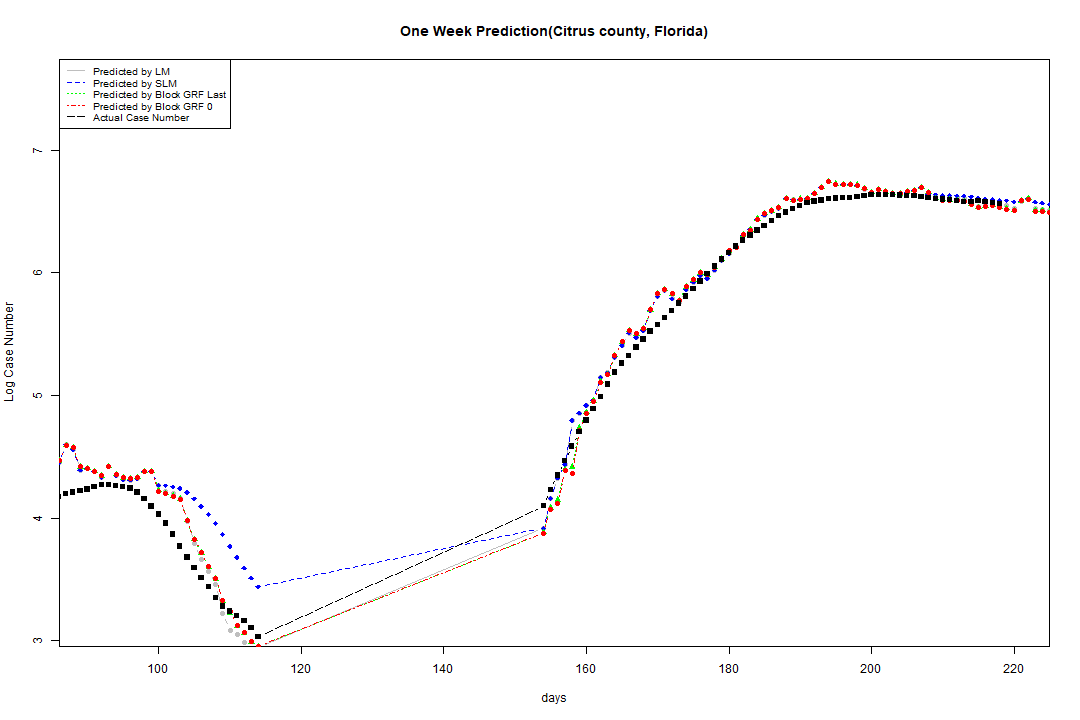 One Week Prediction(Citrus county, Florida)
Predicted by LM
Predicted by SLM
Predicted by Block GRF Last
Predicted by Block GRF 0
Actual Case Number
7
6
5
4
3
Log Case Number
100 120 140 160 180 200 220
days